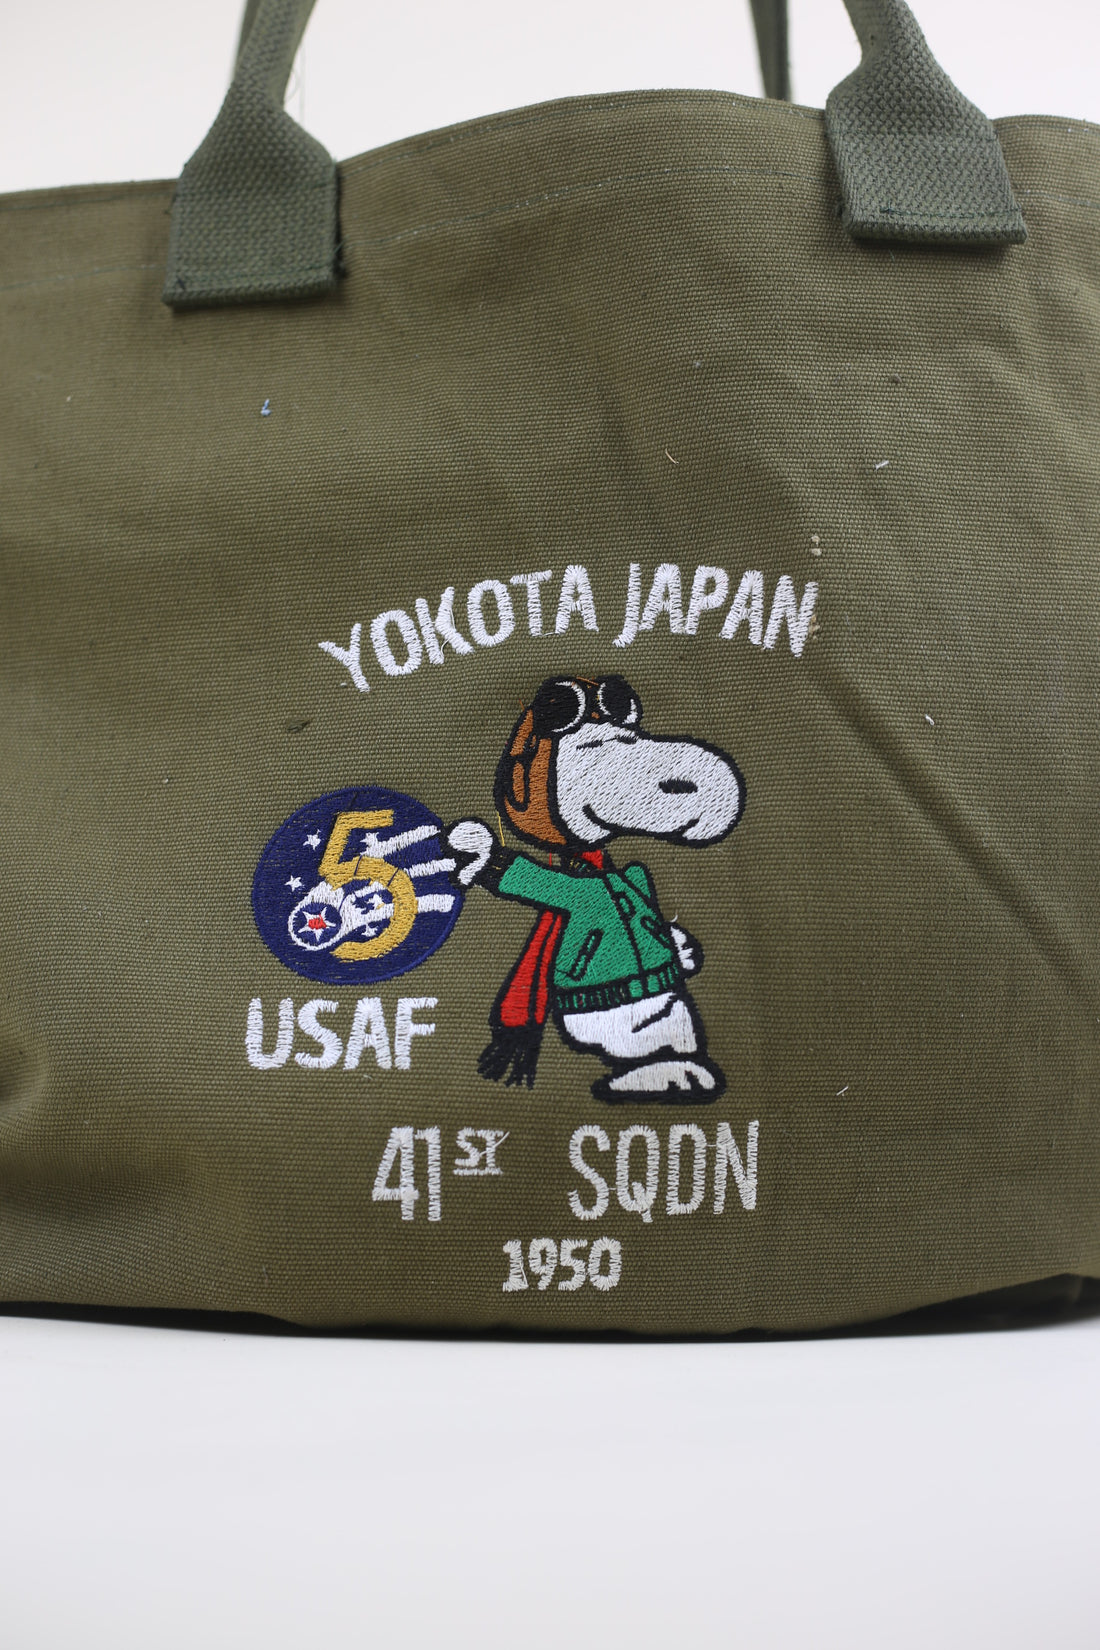 YOKOTA JAPAN
5
USAF
41ST SQDN
1950